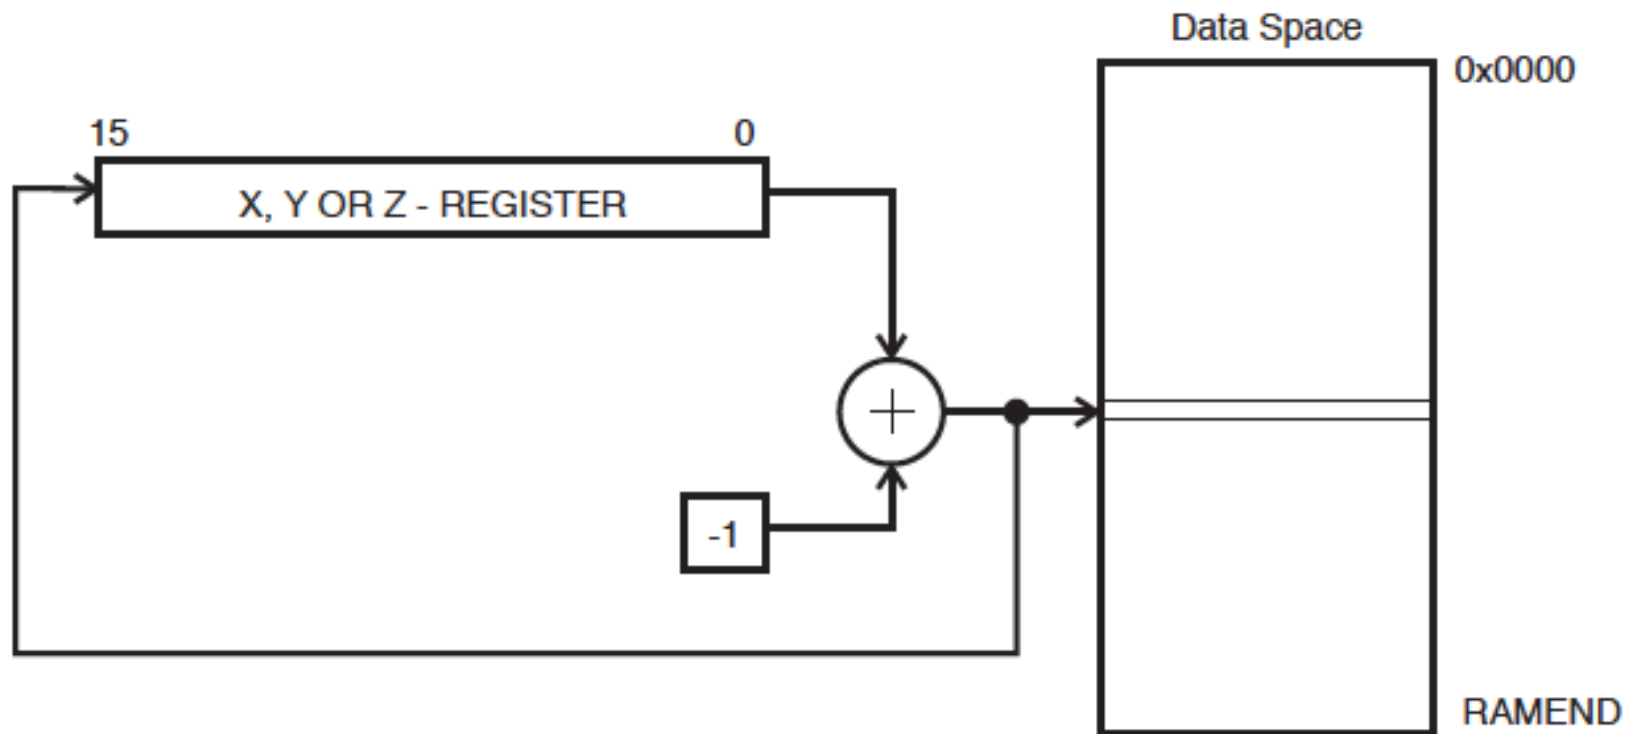 Data Space
0x0000
15
0
X, Y OR Z - REGISTER
-1
RAMEND